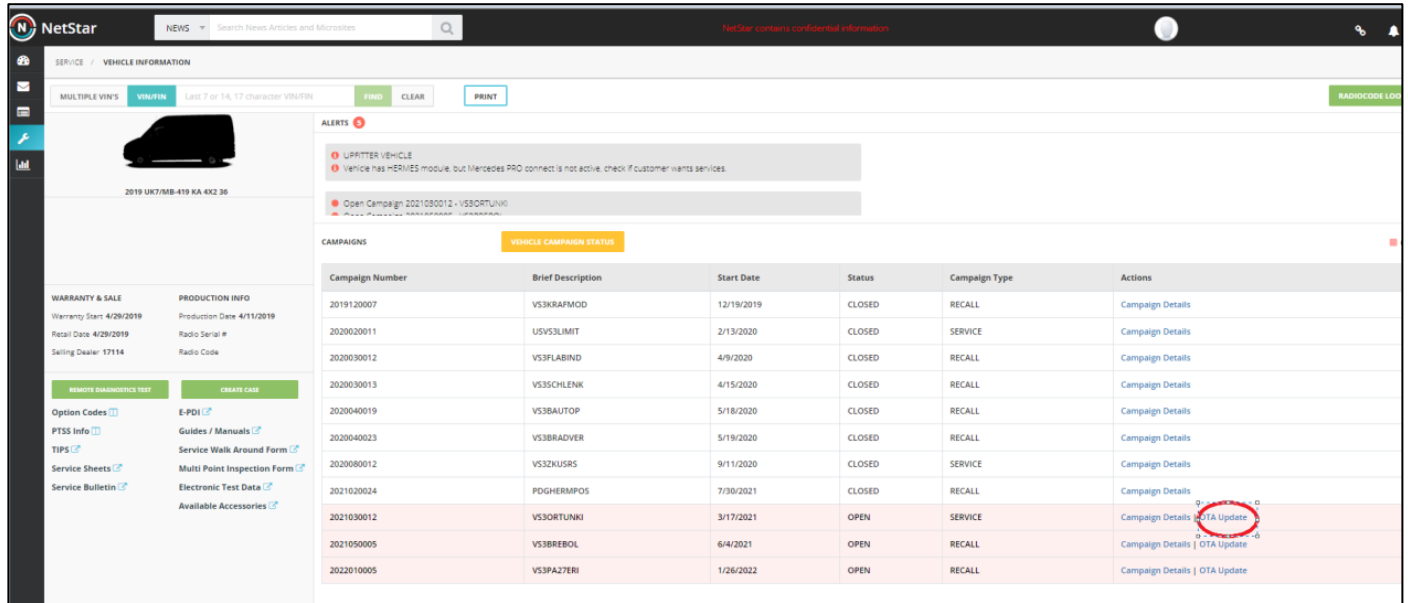 NetStar
NEWS Search News Articles and Microsites
NetStar contains confidential information
SERVICE / VEHICLE INFORMATION
MULTIPLE VIN'S VIN/FIN Last 7 or 14, 17 character VIN/FIN FIND CLEAR PRINT
RADIOCODE LOO
2019 UK7/MB-419 KA 4X2 36
WARRANTY & SALE
Warranty Start 4/29/2019
Retail Date 4/29/2019
Selling Dealer 17114
PRODUCTION INFO
Production Date 4/11/2019
Radio Serial #
Radio Code
REMOTE DIAGNOSTICS TEST
CREATE CASE
Option Codes
PTSS Info
TIPS
Service Sheets
Service Bulletin
E-PDI
Guides / Manuals
Service Walk Around Form
Multi Point Inspection Form
Electronic Test Data
Available Accessories
ALERTS 5
UPFITTER VEHICLE
Vehicle has HERMES module, but Mercedes PRO connect is not active, check if customer wants services.
Open Campaign 2021030012 - VS3ORTUNKI
Open Campaign 2021050005 - VS3BREBOL
CAMPAIGNS
VEHICLE CAMPAIGN STATUS
Campaign Number Brief Description Start Date Status Campaign Type Actions
2019120007 VS3KRAFMOD 12/19/2019 CLOSED RECALL Campaign Details
2020020011 USVS3LIMIT 2/13/2020 CLOSED SERVICE Campaign Details
2020030012 VS3FLABIND 4/9/2020 CLOSED RECALL Campaign Details
2020030013 VS3SCHLENK 4/15/2020 CLOSED RECALL Campaign Details
2020040019 VS3BAUTOP 5/18/2020 CLOSED RECALL Campaign Details
2020040023 VS3BRADVER 5/19/2020 CLOSED RECALL Campaign Details
2020080012 VS3ZKUSRS 9/11/2020 CLOSED SERVICE Campaign Details
2021020024 PDGHERMPOS 7/30/2021 CLOSED RECALL Campaign Details
2021030012 VS3ORTUNKI 3/17/2021 OPEN SERVICE Campaign Details | OTA Update
2021050005 VS3BREBOL 6/4/2021 OPEN RECALL Campaign Details | OTA Update
2022010005 VS3PA27ERI 1/26/2022 OPEN RECALL Campaign Details | OTA Update